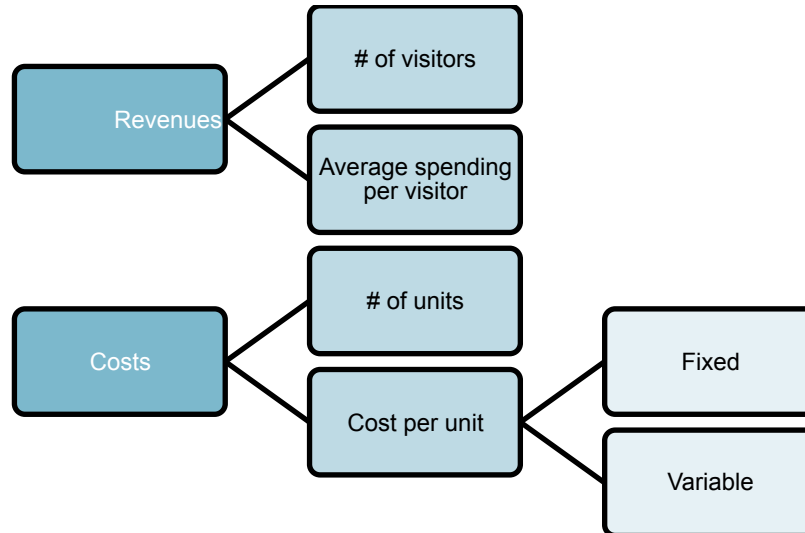 Revenues
# of visitors
Average spending
per visitor
Costs
# of units
Cost per unit
Fixed
Variable